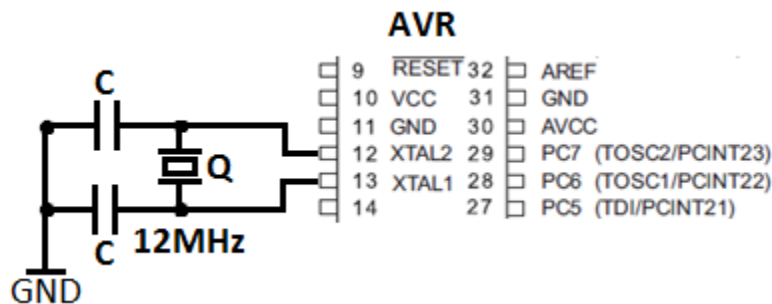 AVR
C
9 RESET 32 AREF
10 VCC 31 GND
11 GND 30 AVCC
12 XTAL2 29 PC7 (TOSC2/PCINT23)
Q
13 XTAL1 28 PC6 (TOSC1/PCINT22)
14 27 PC5 (TDI/PCINT21)
C 12MHz
GND